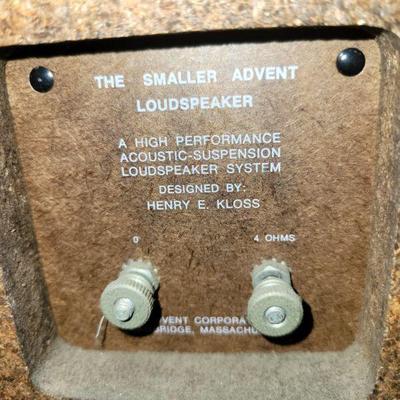 THE SMALLER ADVENT
LOUDSPEAKER
A HIGH PERFORMANCE
ACOUSTIC-SUSPENSION
LOUDSPEAKER SYSTEM
DESIGNED BY:
HENRY E. KLOSS
0 4 OHMS